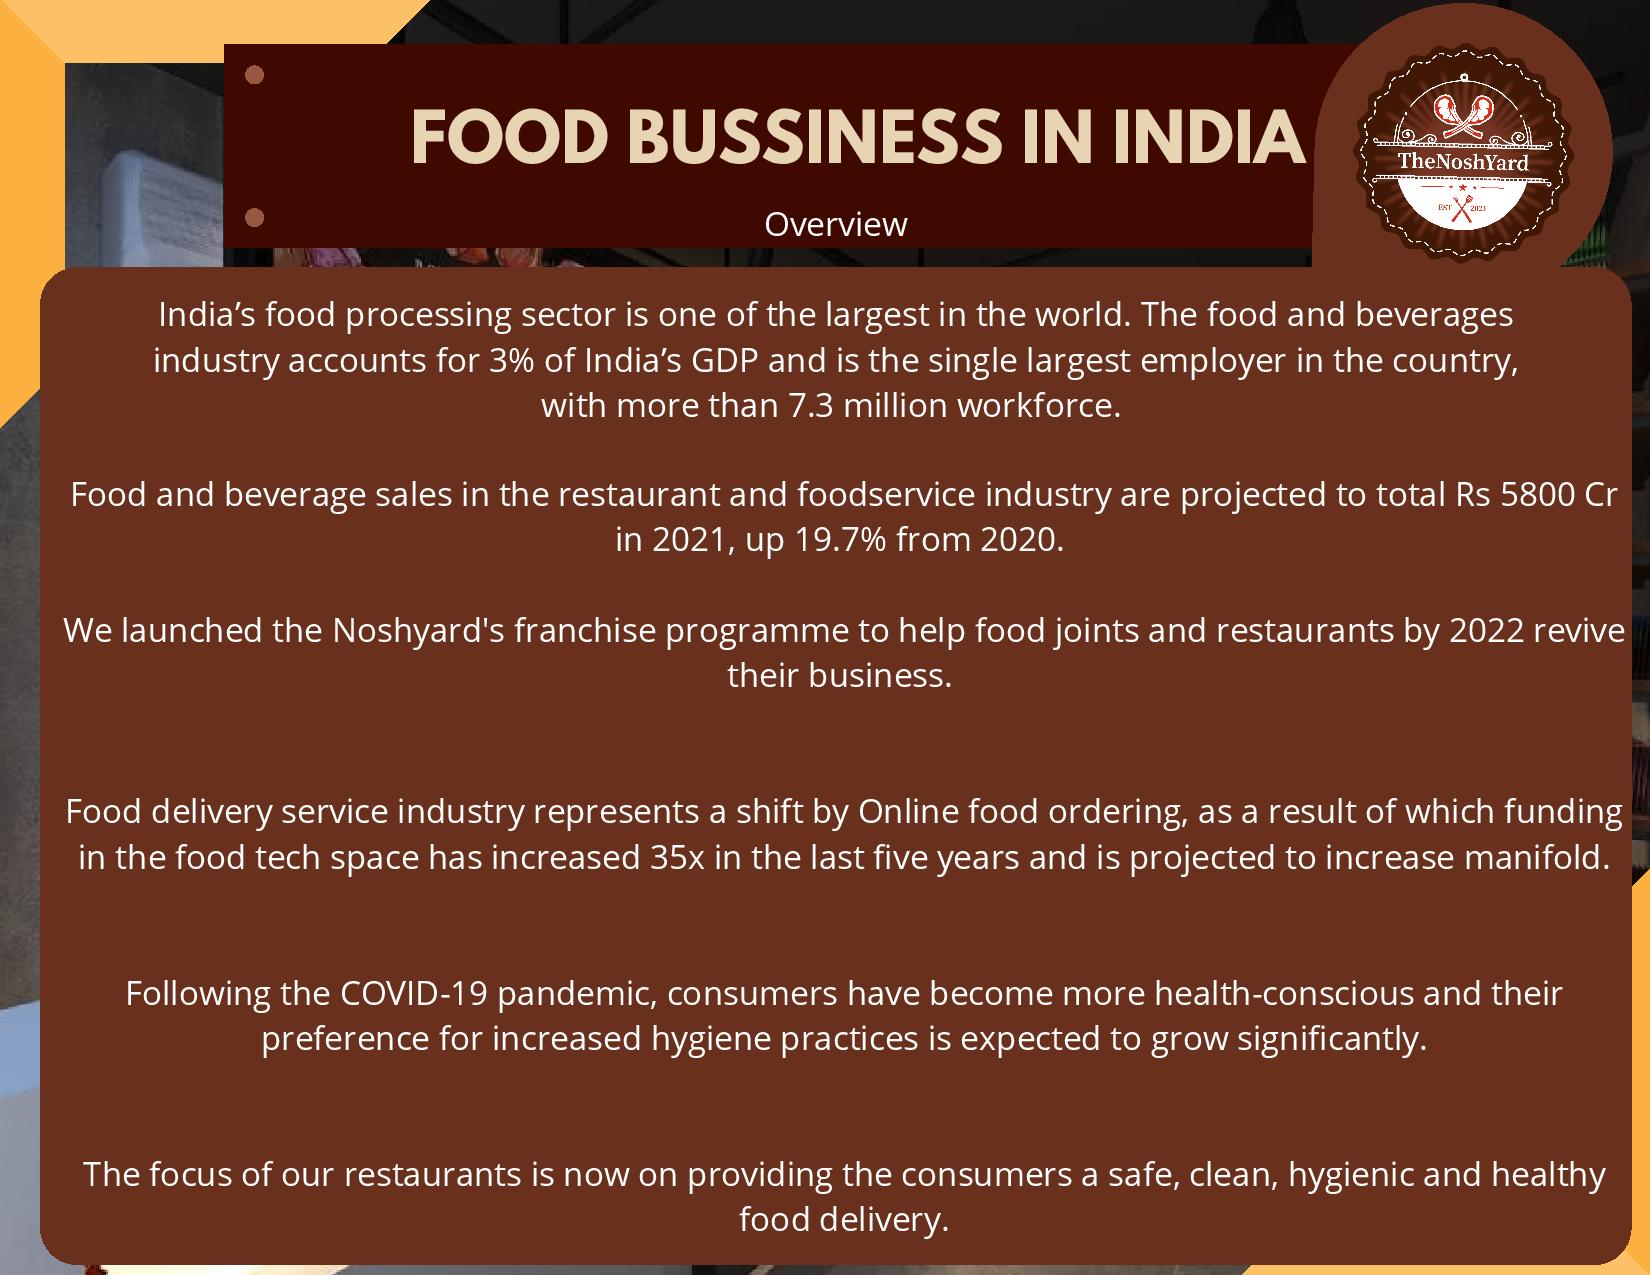 FOOD BUSSINESS IN INDIA
TheNoshYard
EST 2021
Overview
India’s food processing sector is one of the largest in the world. The food and beverages
industry accounts for 3% of India’s GDP and is the single largest employer in the country,
with more than 7.3 million workforce.
Food and beverage sales in the restaurant and foodservice industry are projected to total Rs 5800 Cr
in 2021, up 19.7% from 2020.
We launched the Noshyard's franchise programme to help food joints and restaurants by 2022 revive
their business.
Food delivery service industry represents a shift by Online food ordering, as a result of which funding
in the food tech space has increased 35x in the last five years and is projected to increase manifold.
Following the COVID-19 pandemic, consumers have become more health-conscious and their
preference for increased hygiene practices is expected to grow significantly.
The focus of our restaurants is now on providing the consumers a safe, clean, hygienic and healthy
food delivery.